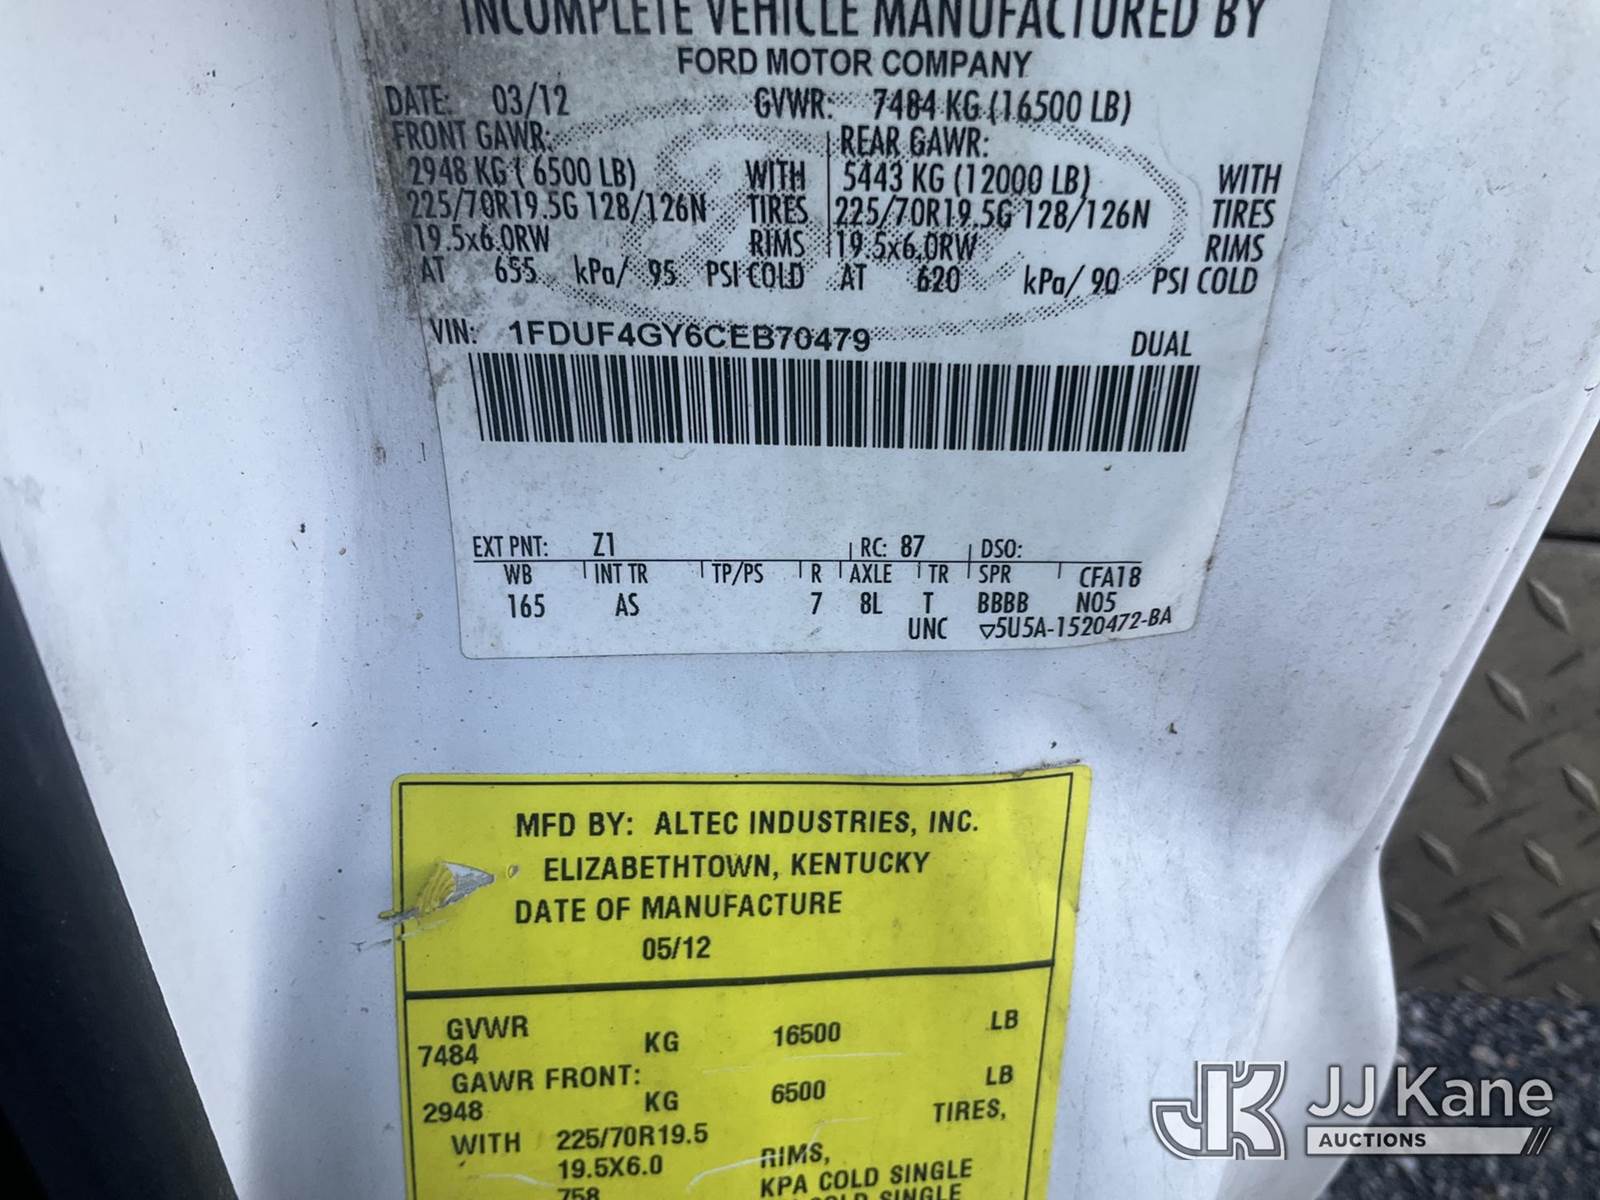 INCOMPLETE VEHICLE MANUFACTURED BY
FORD MOTOR COMPANY
DATE: 03/12 GVWR: 7484 KG (16500 LB)
FRONT GAWR: REAR GAWR:
2948 KG ( 6500 LB) WITH 5443 KG (12000 LB) WITH
225/70R19.5G 128/126N TIRES 225/70R19.5G 128/126N TIRES
19.5x6.0RW RIMS 19.5x6.0RW RIMS
AT 655 kPa/ 95 PSI COLD AT 620 kPa/ 90 PSI COLD
VIN: 1FDUF4GY6CEB70479 DUAL
EXT PNT: Z1 RC: 87 DSO:
WB INT TR TP/PS R AXLE TR SPR CFA18
165 AS 7 8L T BBBB N05
UNC ▽5U5A-1520472-BA
MFD BY: ALTEC INDUSTRIES, INC.
ELIZABETHTOWN, KENTUCKY
DATE OF MANUFACTURE
05/12
GVWR
7484 KG 16500 LB
GAWR FRONT:
2948 KG 6500 LB
WITH 225/70R19.5 TIRES,
19.5X6.0 RIMS,
758 KPA COLD SINGLE
COLD SINGLE
JK JJ Kane
AUCTIONS